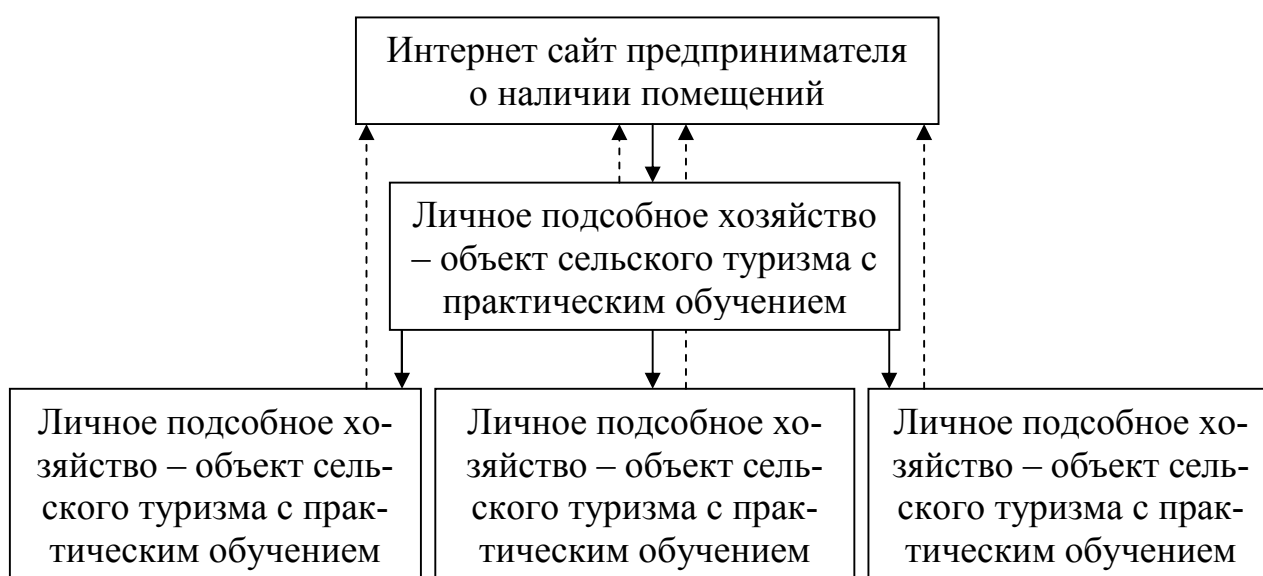 Интернет сайт предпринимателя
о наличии помещений
Личное подсобное хозяйство
– объект сельского туризма с
практическим обучением
Личное подсобное хо-
зяйство – объект сель-
ского туризма с прак-
тическим обучением
Личное подсобное хо-
зяйство – объект сель-
ского туризма с прак-
тическим обучением
Личное подсобное хо-
зяйство – объект сель-
ского туризма с прак-
тическим обучением